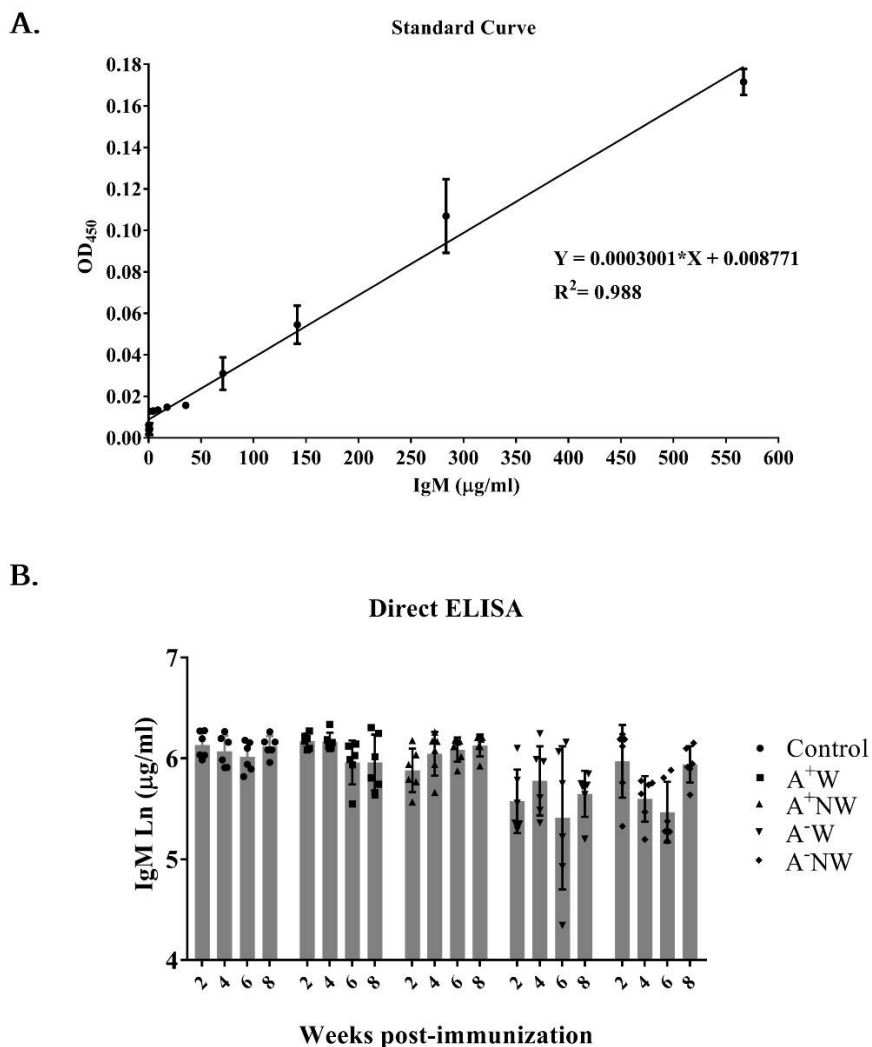 A.
Standard Curve
0.18
0.16
0.14
0.12
0.10
0.08
0.06
0.04
0.02
0.00
OD450
Y = 0.0003001*X + 0.008771
R2= 0.988
0 50 100 150 200 250 300 350 400 450 500 550 600
IgM (μg/ml)
B.
Direct ELISA
7
6
5
4
IgM Ln (μg/ml)
Control
A+W
A+NW
A-W
A-NW
2 4 6 8 2 4 6 8 2 4 6 8 2 4 6 8 2 4 6 8
Weeks post-immunization